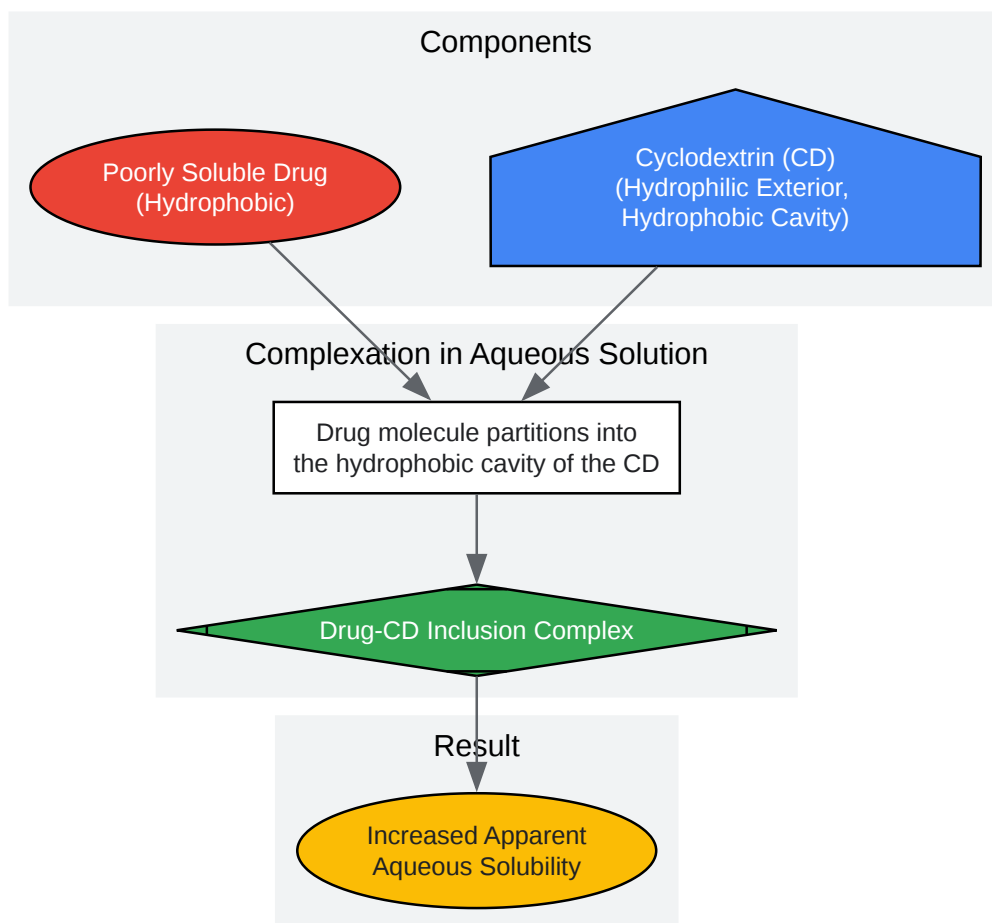 Components
Poorly Soluble Drug
(Hydrophobic)
Cyclodextrin (CD)
(Hydrophilic Exterior,
Hydrophobic Cavity)
Complexation in Aqueous Solution
Drug molecule partitions into
the hydrophobic cavity of the CD
Drug-CD Inclusion Complex
Result
Increased Apparent
Aqueous Solubility